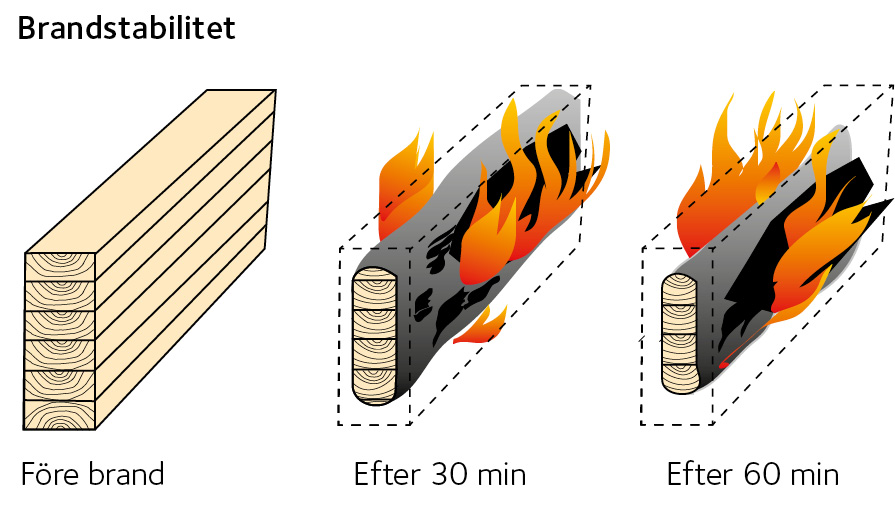 Brandstabilitet
Före brand
Efter 30 min
Efter 60 min